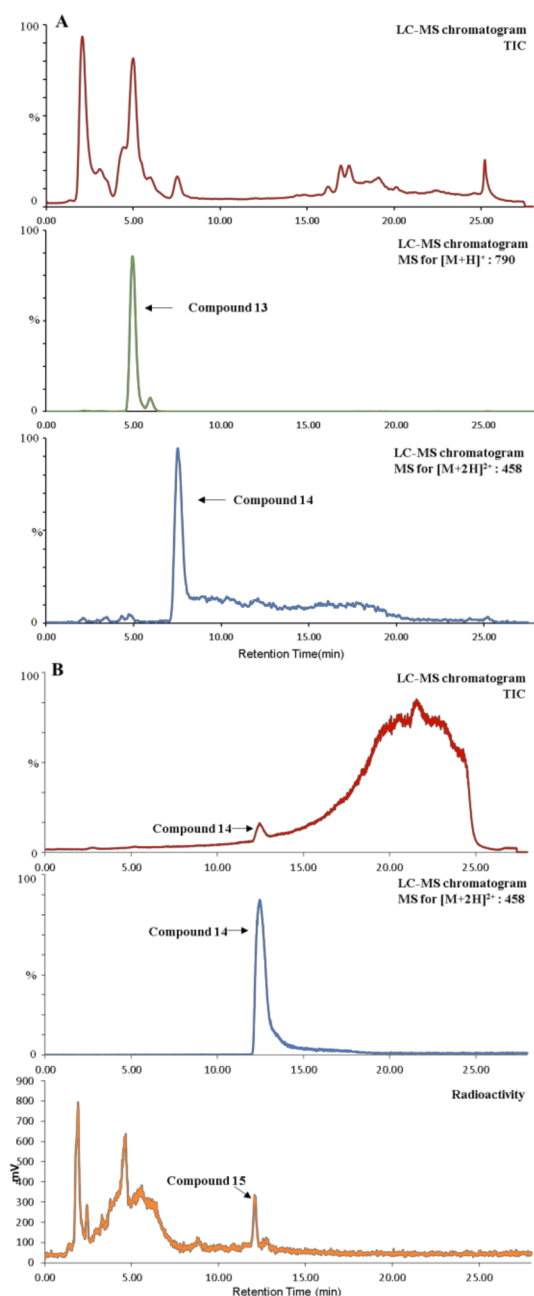 A
LC-MS chromatogram
TIC
100
%
0
0.00 5.00 10.00 15.00 20.00 25.00
LC-MS chromatogram
MS for [M+H]⁺ : 790
100
Compound 13
%
0
0.00 5.00 10.00 15.00 20.00 25.00
LC-MS chromatogram
MS for [M+2H]²⁺ : 458
100
Compound 14
%
0
0.00 5.00 10.00 15.00 20.00 25.00
Retention Time(min)
B
LC-MS chromatogram
TIC
100
%
Compound 14
0
0.00 5.00 10.00 15.00 20.00 25.00
LC-MS chromatogram
MS for [M+2H]²⁺ : 458
100
Compound 14
%
0
0.00 5.00 10.00 15.00 20.00 25.00
Radioactivity
900
800
700
600
500
mV
400
Compound 15
300
200
100
0
0.00 5.00 10.00 15.00 20.00 25.00
Retention Time (min)